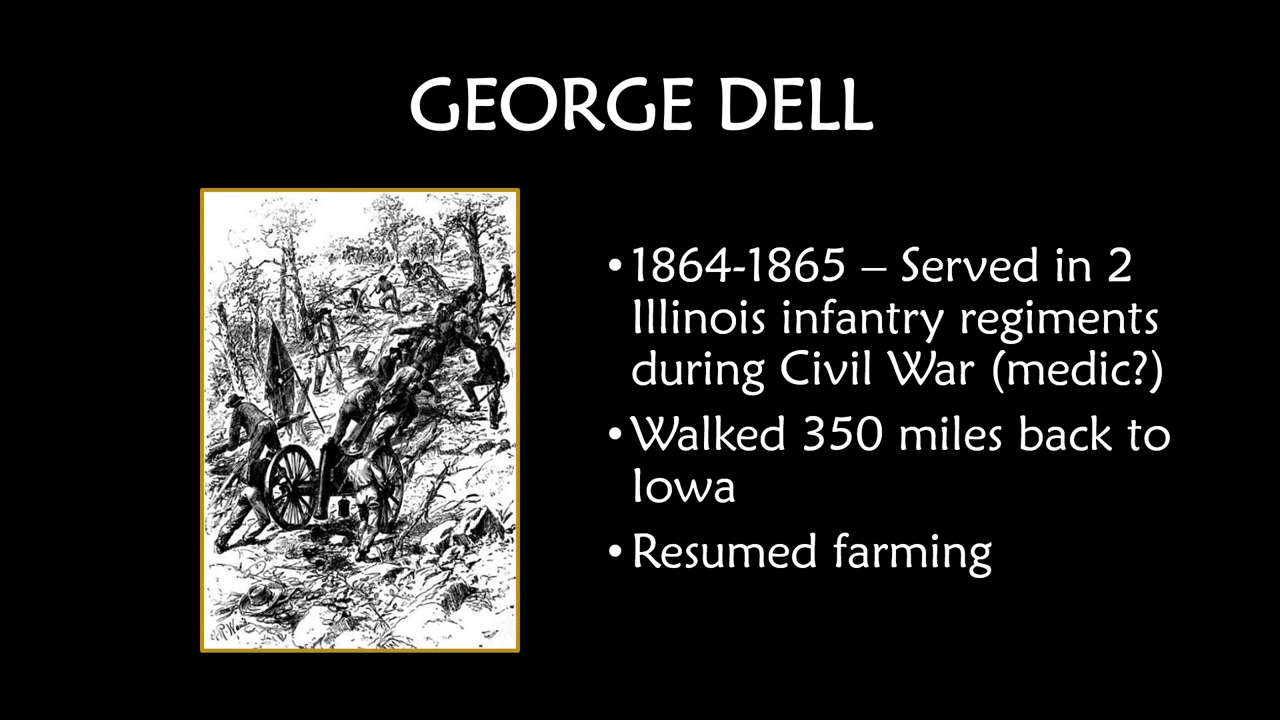 GEORGE DELL
• 1864-1865 – Served in 2
Illinois infantry regiments
during Civil War (medic?)
• Walked 350 miles back to
Iowa
• Resumed farming